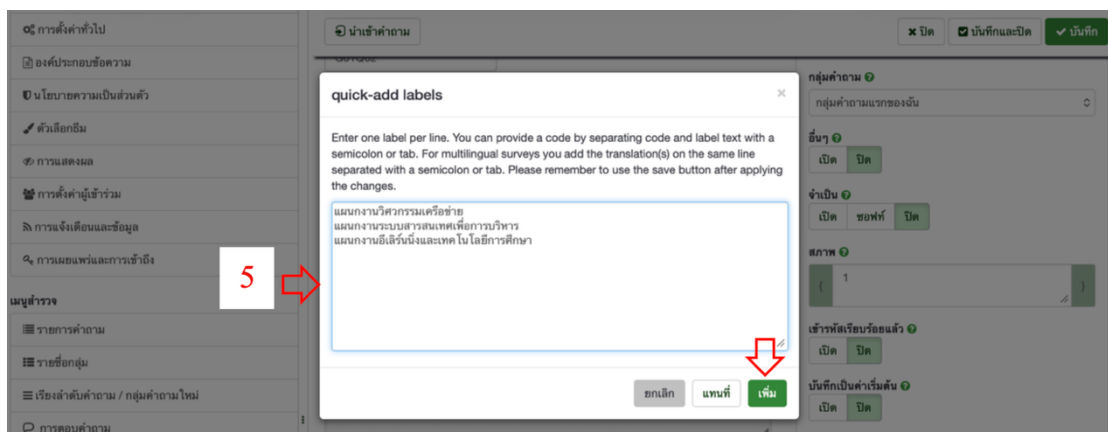 การตั้งค่าทั่วไป
องค์ประกอบข้อความ
นโยบายความเป็นส่วนตัว
ตัวเลือกธีม
การแสดงผล
การตั้งค่าผู้เข้าร่วม
การแจ้งเตือนและข้อมูล
การเผยแพร่และการเข้าถึง
เมนูสำรวจ
รายการคำถาม
รายชื่อกลุ่ม
เรียงลำดับคำถาม / กลุ่มคำถามใหม่
การตอบคำถาม
นำเข้าคำถาม
ปิด
บันทึกและปิด
บันทึก
G01Q02
quick-add labels
Enter one label per line. You can provide a code by separating code and label text with a
semicolon or tab. For multilingual surveys you add the translation(s) on the same line
separated with a semicolon or tab. Please remember to use the save button after applying
the changes.
แผนกงานวิศวกรรมเครือข่าย
แผนกงานระบบสารสนเทศเพื่อการบริหาร
แผนกงานอีเลิร์นนิ่งและเทคโนโลยีการศึกษา
5
ยกเลิก
แทนที่
เพิ่ม
กลุ่มคำถาม
กลุ่มคำถามแรกของฉัน
อื่นๆ
เปิด ปิด
จำเป็น
เปิด ซอฟท์ ปิด
สภาพ
{ 1 }
เข้ารหัสเรียบร้อยแล้ว
เปิด ปิด
บันทึกเป็นค่าเริ่มต้น
เปิด ปิด